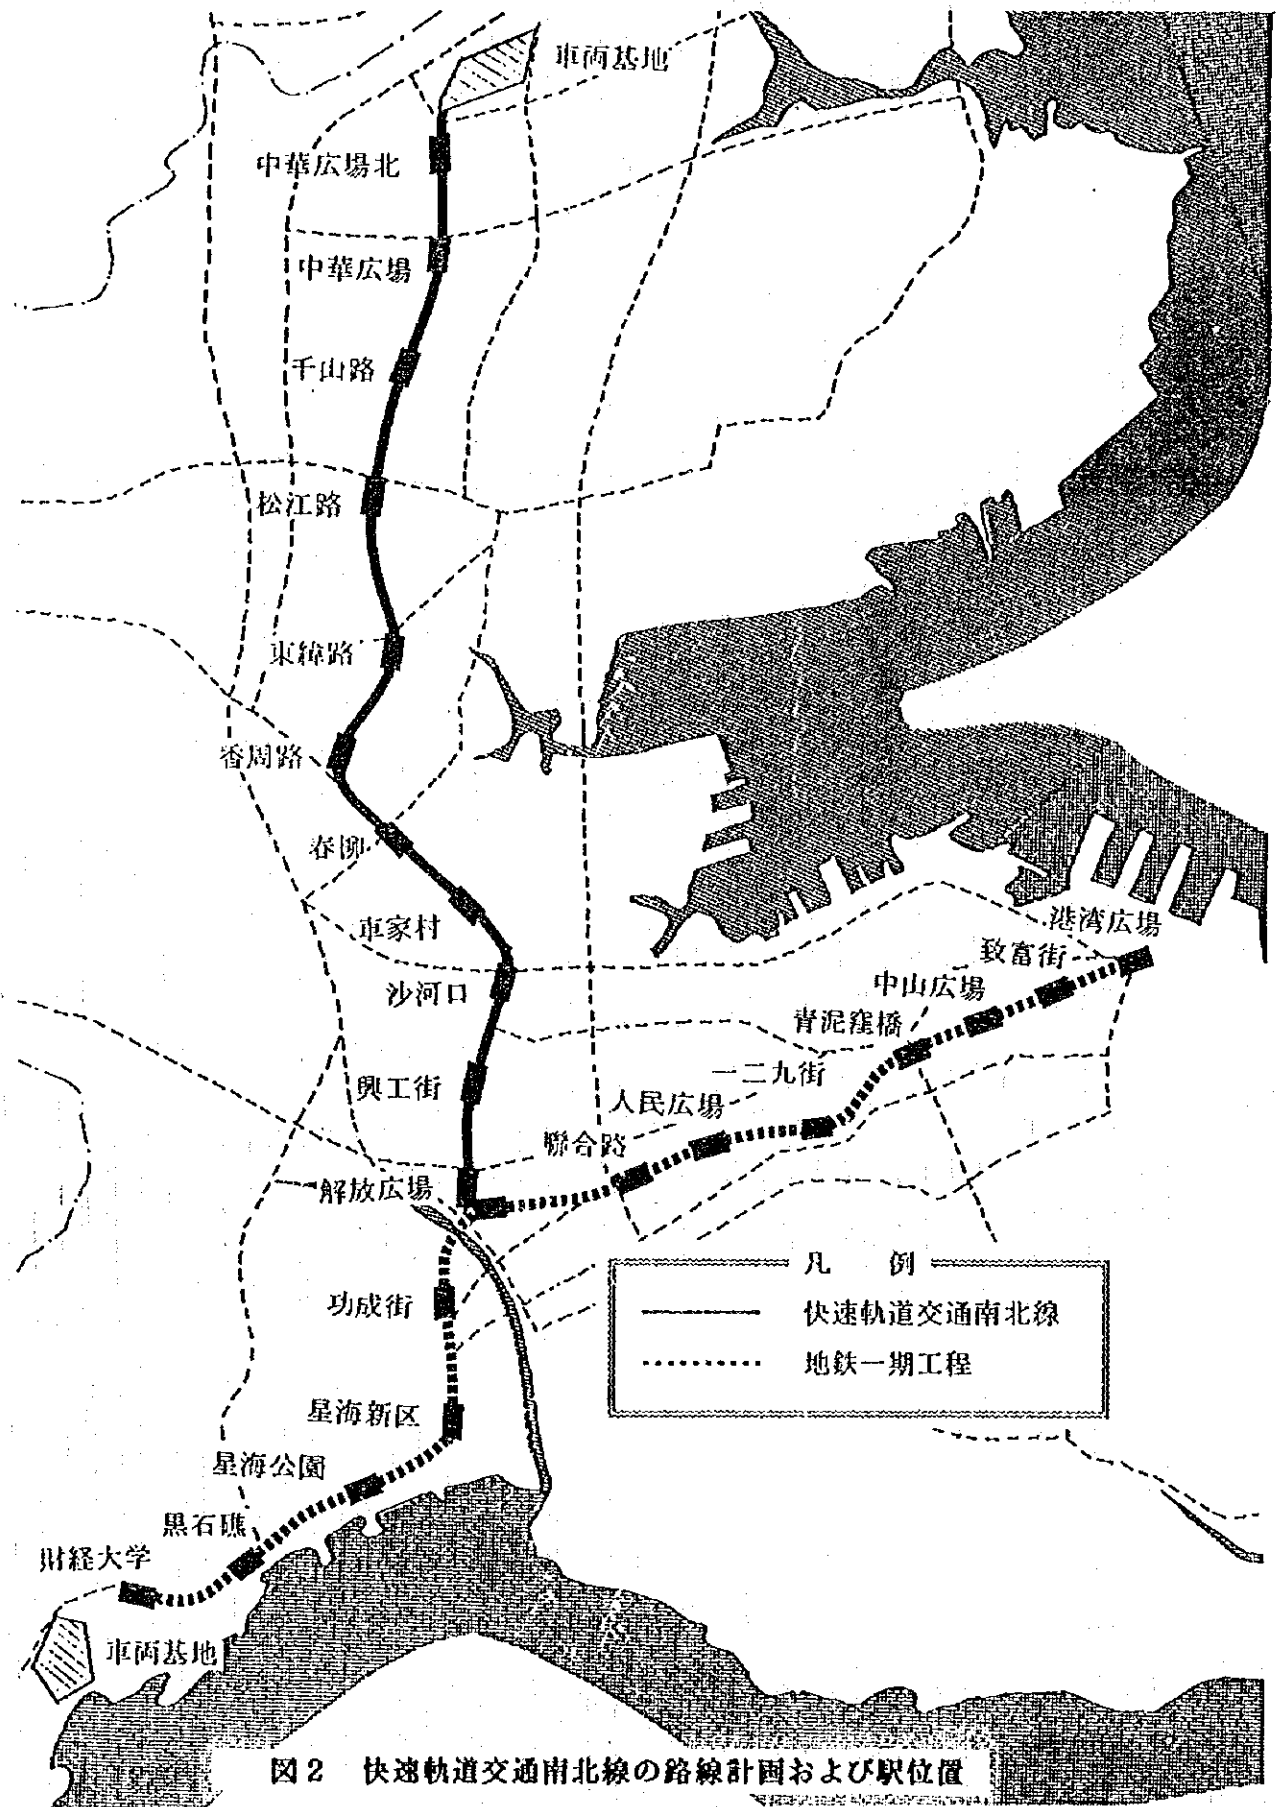 車両基地
中華広場北
中華広場
千山路
松江路
東緯路
香周路
春柳
車家村
沙河口
興工街
解放広場
港湾広場
致富街
中山広場
青泥窪橋
一二九街
人民広場
聯合路
功成街
星海新区
星海公園
黒石礁
財経大学
車両基地
凡 例
快速軌道交通南北線
地鉄一期工程
図2 快速軌道交通南北線の路線計画および駅位置